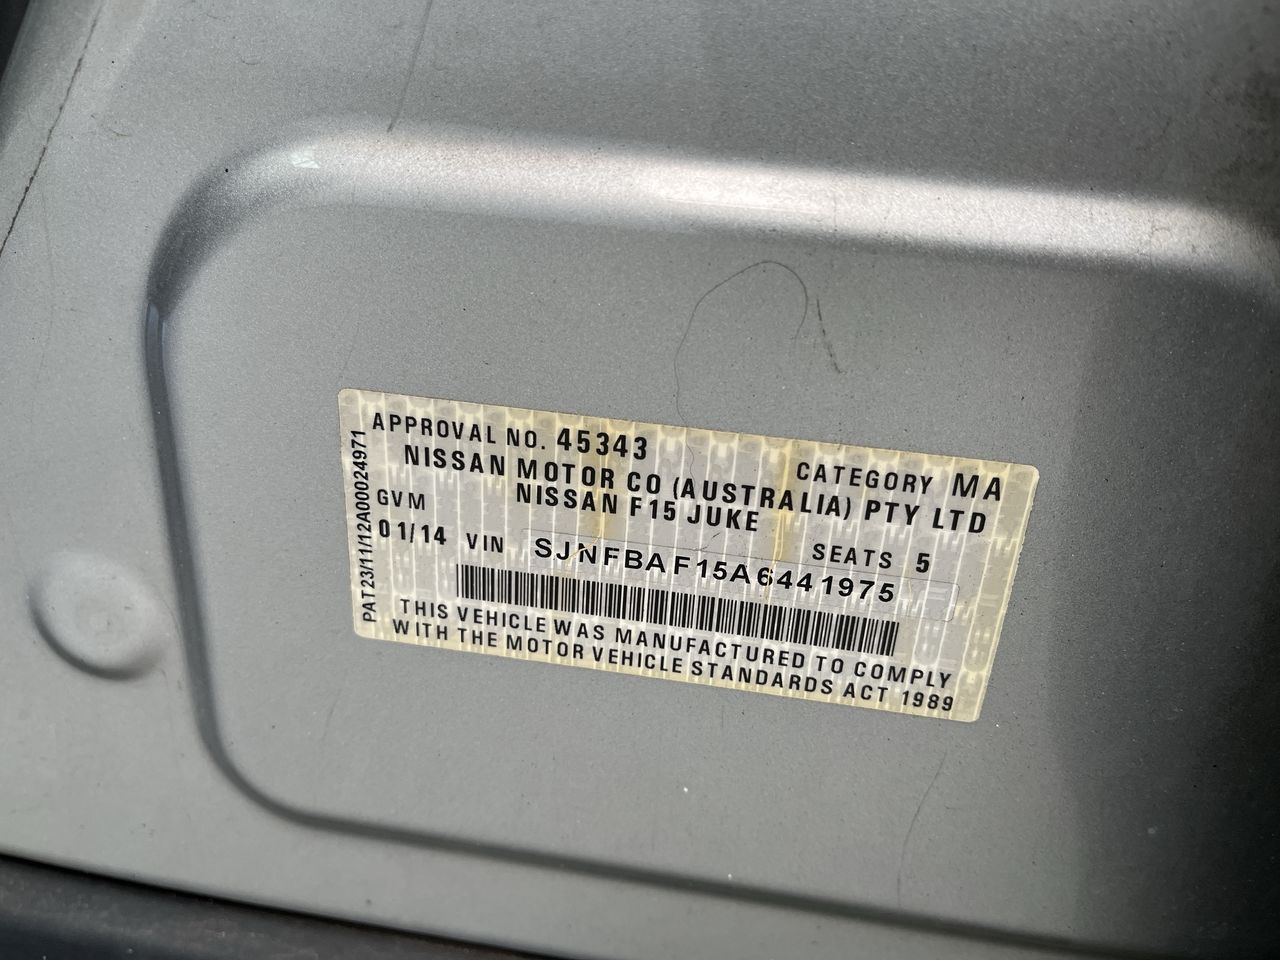 APPROVAL NO. 45343
CATEGORY MA
NISSAN MOTOR CO (AUSTRALIA) PTY LTD
NISSAN F15 JUKE
GVM
SEATS 5
01/14 VIN SJNFBAF15A6441975
THIS VEHICLE WAS MANUFACTURED TO COMPLY
WITH THE MOTOR VEHICLE STANDARDS ACT 1989
PAT23/11/12A00024971